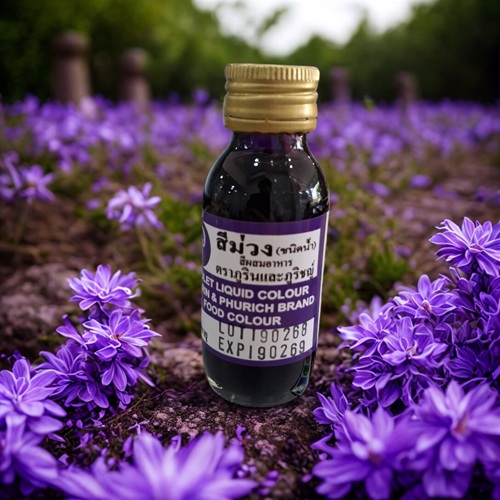 สีม่วง (ชนิดน้ำ)
สีผสมอาหาร
ตราภูรินและภูริชญ์
LET LIQUID COLOUR
IN & PHURICH BRAND
FOOD COLOUR
LOT190268
EXP190269